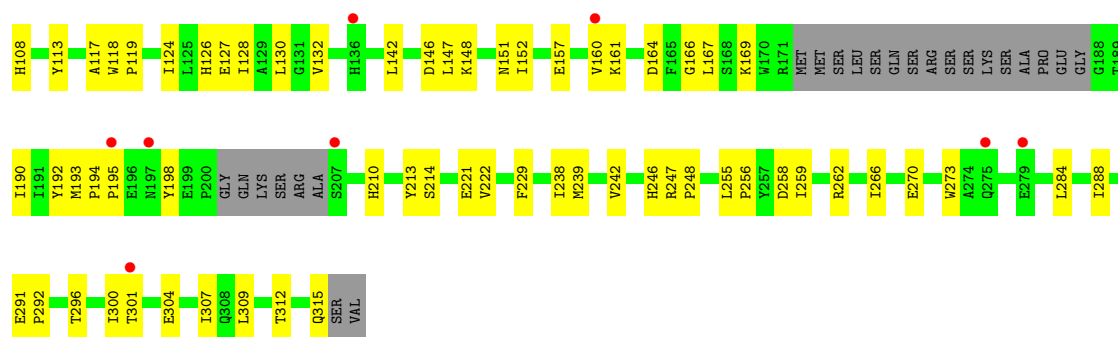 H108 Y113 A117 W118 P119 I124 L125 H126 E127 I128 A129 L130 G131 V132 H136 L142 D146 L147 K148 N151 I152 E157 V160 K161 D164 F165 G166 L167 S168 K169 W170 R171 MET MET SER LEU SER GLN SER ARG SER SER LYS SER ALA PRO GLU GLY G188 T189
I190 I191 Y192 M193 P194 P195 E196 N197 Y198 E199 P200 GLY GLN LYS SER ARG ALA S207 H210 Y213 S214 E221 V222 F229 I238 M239 V242 H246 R247 P248 L255 P256 Y257 D258 I259 R262 I266 E270 W273 A274 Q275 E279 L284 I288
E291 P292 T296 I300 T301 E304 I307 Q308 L309 T312 Q315 SER VAL